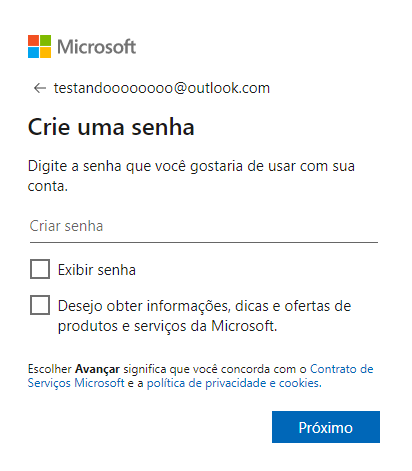 Microsoft
testandoooooooo@outlook.com
Crie uma senha
Digite a senha que você gostaria de usar com sua
conta.
Criar senha
Exibir senha
Desejo obter informações, dicas e ofertas de
produtos e serviços da Microsoft.
Escolher Avançar significa que você concorda com o Contrato de
Serviços Microsoft e a política de privacidade e cookies.
Próximo